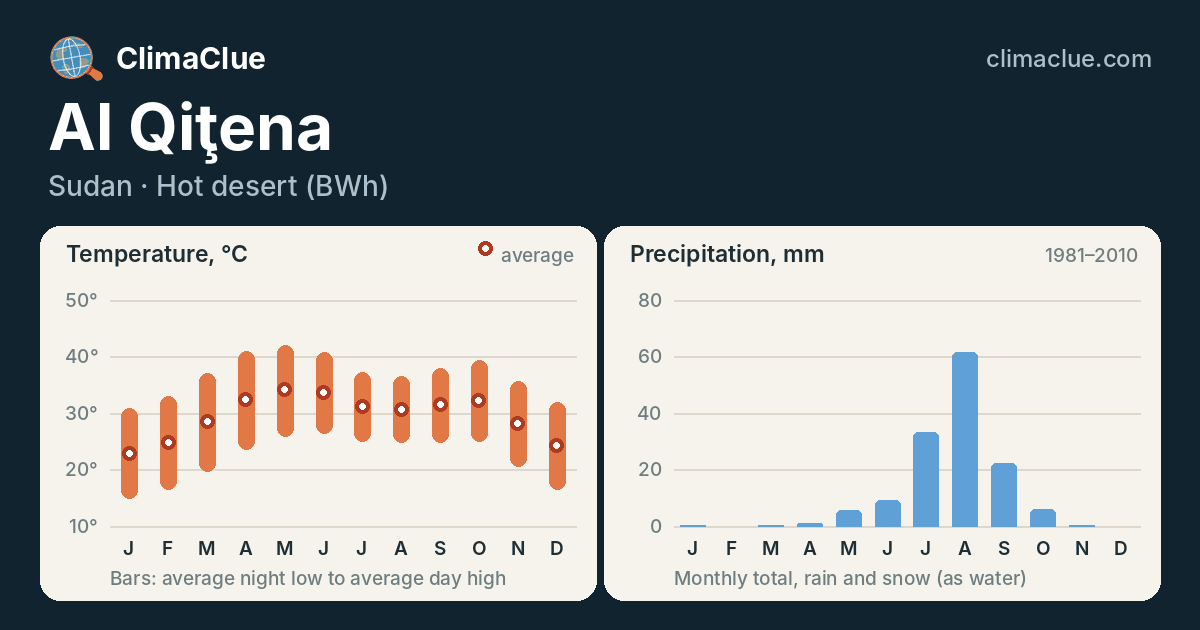 ClimaClue
climaclue.com
Al Qiţena
Sudan · Hot desert (BWh)
Temperature, °C
average
50°
40°
30°
20°
10°
J F M A M J J A S O N D
Bars: average night low to average day high
Precipitation, mm
1981–2010
80
60
40
20
0
J F M A M J J A S O N D
Monthly total, rain and snow (as water)